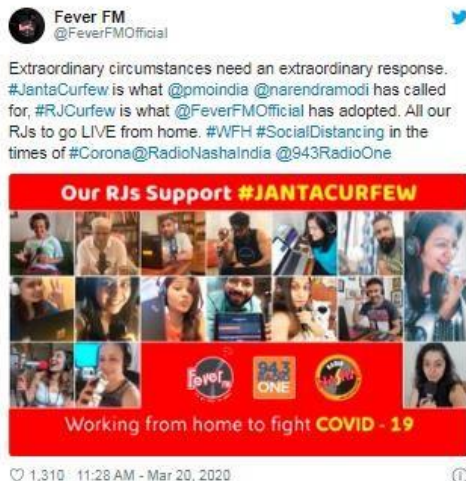 Fever FM
@FeverFMOfficial
Extraordinary circumstances need an extraordinary response.
#JantaCurfew is what @pmoindia @narendramodi has called
for, #RJCurfew is what @FeverFMOfficial has adopted. All our
RJs to go LIVE from home. #WFH #SocialDistancing in the
times of #Corona@RadioNashaIndia @943RadioOne
Our RJs Support #JANTACURFEW
Fever FM
94.3
RADIO
ONE
Working from home to fight COVID - 19
1,310 11:28 AM - Mar 20, 2020